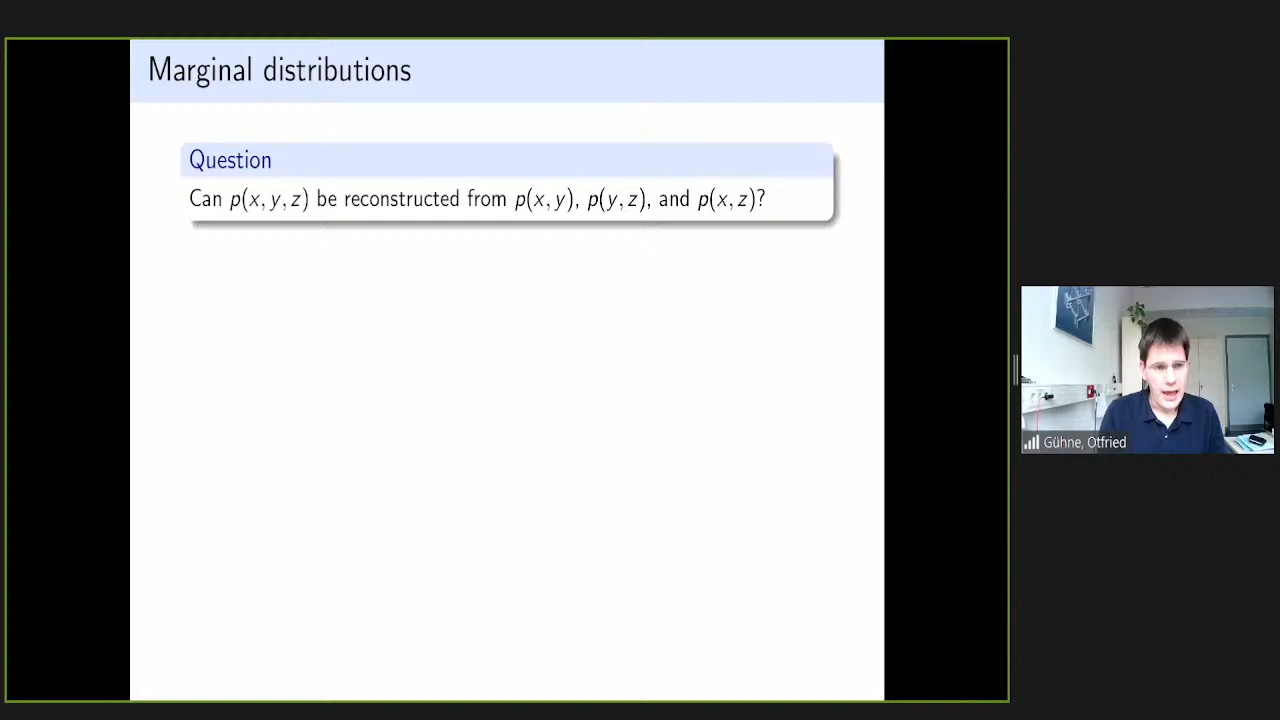 Marginal distributions
Question
Can p(x, y, z) be reconstructed from p(x, y), p(y, z), and p(x, z)?
Gühne, Otfried